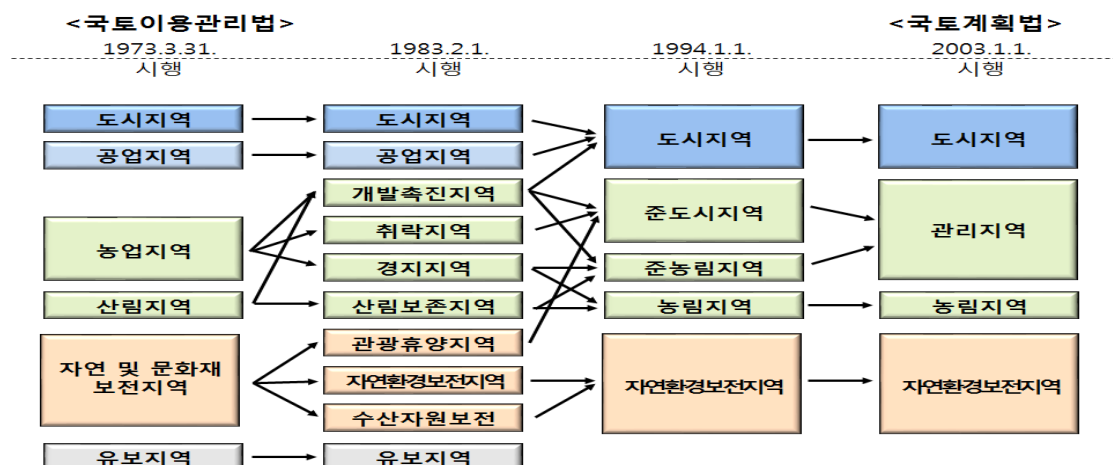 <국토이용관리법>
<국토계획법>
1973.3.31.
1983.2.1.
1994.1.1.
2003.1.1.
시행
시행
시행
시행
도시지역
도시지역
도시지역
도시지역
공업지역
공업지역
개발촉진지역
준도시지역
관리지역
농업지역
취락지역
경지지역
준농림지역
산림지역
산림보존지역
농림지역
농림지역
자연 및 문화재
보전지역
관광휴양지역
자연환경보전지역
자연환경보전지역
자연환경보전지역
수산자원보전
유보지역
유보지역